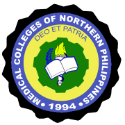 MEDICAL COLLEGES OF NORTHERN PHILIPPINES
DEO ET PATRIA
• 1994 •